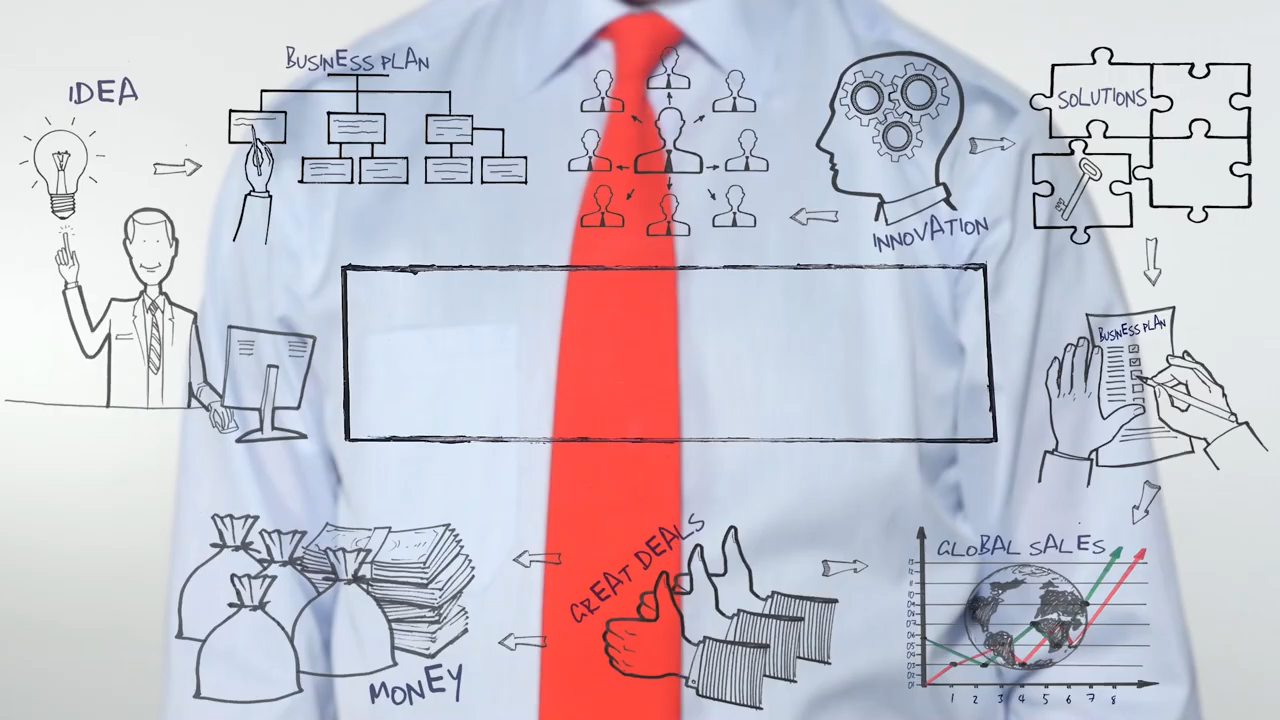 IDEA
BUSINESS PLAN
INNOVATION
SOLUTIONS
BUSINESS PLAN
GREAT DEALS
MONEY
GLOBAL SALES
1 2 3 4 5 6 7 8